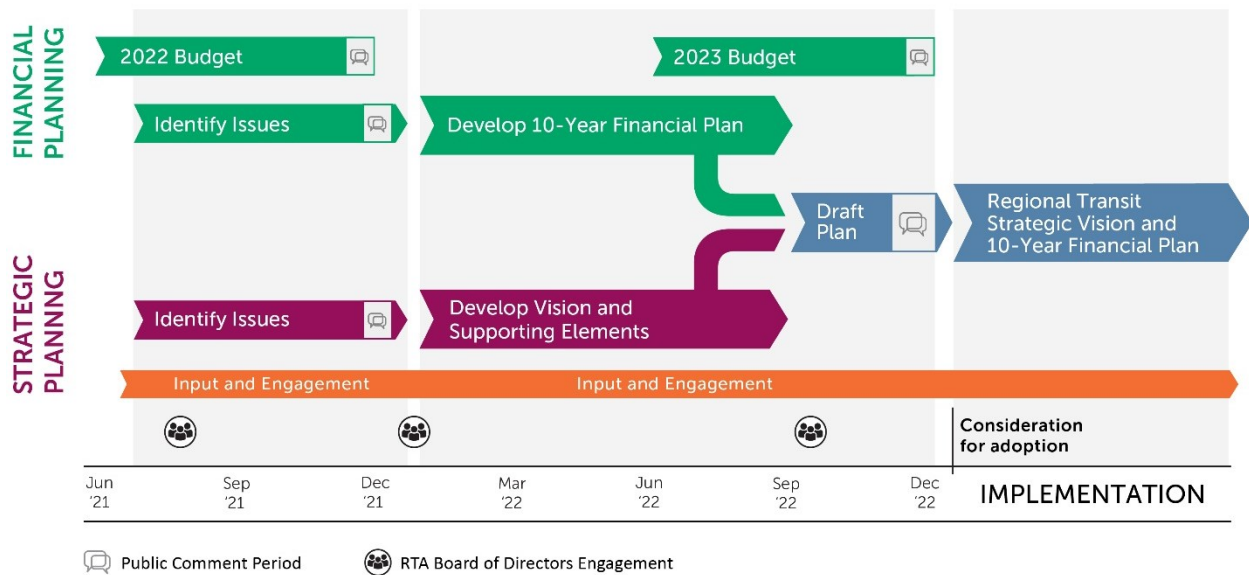 FINANCIAL
PLANNING
2022 Budget
2023 Budget
Identify Issues
Develop 10-Year Financial Plan
Draft
Plan
Regional Transit
Strategic Vision and
10-Year Financial Plan
STRATEGIC
PLANNNG
Identify Issues
Develop Vision and
Supporting Elements
Input and Engagement
Input and Engagement
Consideration
for adoption
Jun
'21
Sep
'21
Dec
'21
Mar
'22
Jun
'22
Sep
'22
Dec
'22
IMPLEMENTATION
Public Comment Period
RTA Board of Directors Engagement